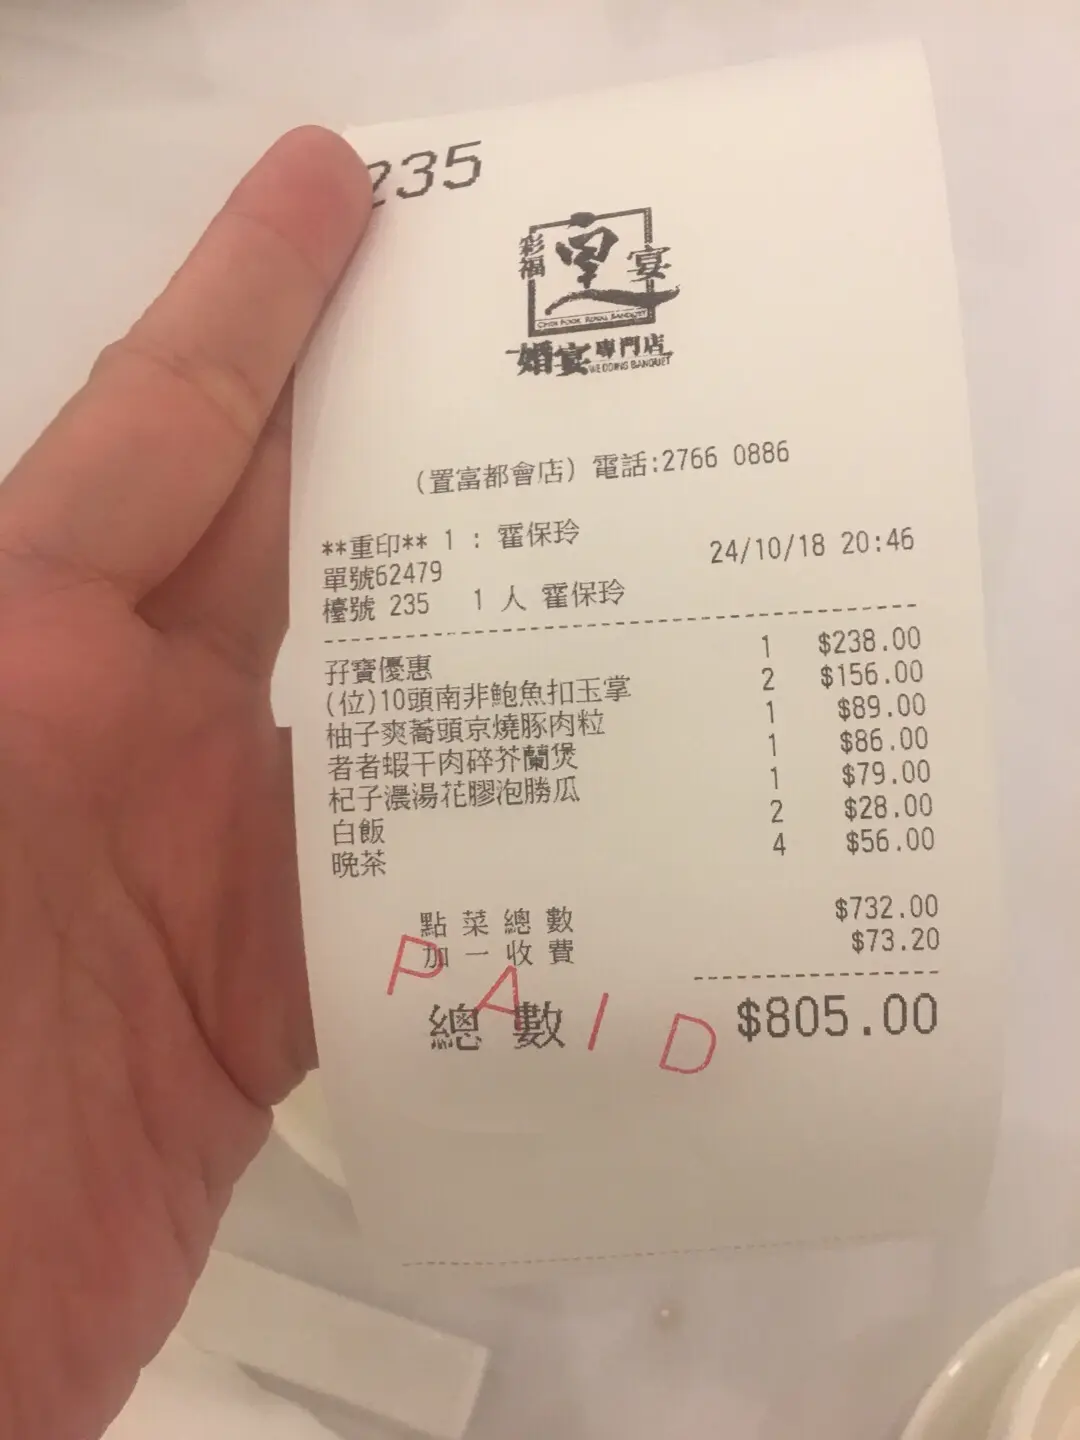 235
彩福 皇 宴
CHOI FOOK ROYAL BANQUET
婚宴專門店
WEDDING BANQUET
(置富都會店) 電話:2766 0886
**重印** 1 : 霍保玲
單號62479 24/10/18 20:46
檯號 235 1 人 霍保玲
孖寶優惠 1 $238.00
(位)10頭南非鮑魚扣玉掌 2 $156.00
柚子爽蕎頭京燒豚肉粒 1 $89.00
者者蝦干肉碎芥蘭煲 1 $86.00
杞子濃湯花膠泡勝瓜 1 $79.00
白飯 2 $28.00
晚茶 4 $56.00
點菜總數 $732.00
加一收費 $73.20
總數 $805.00
PAID